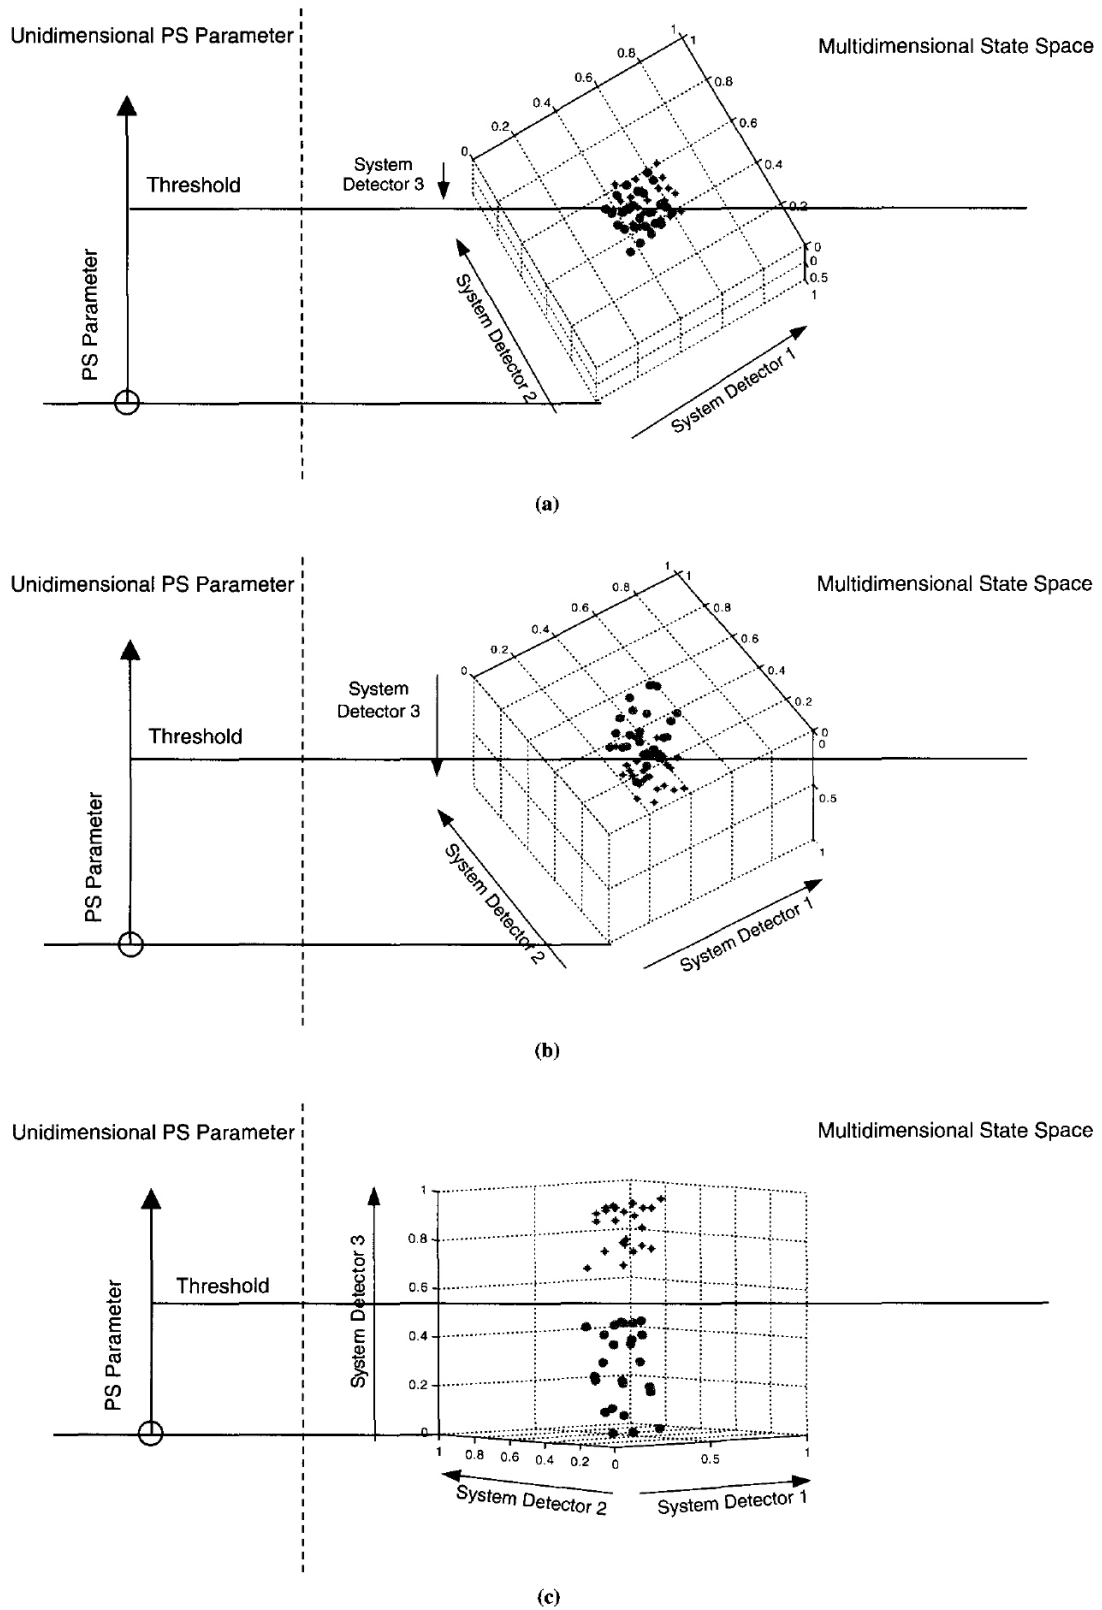 Unidimensional PS Parameter
Multidimensional State Space
PS Parameter
Threshold
System
Detector 3
System Detector 2
System Detector 1
0
0.2
0.4
0.6
0.8
1
1
0.8
0.6
0.4
0.2
0
0
0.5
1
(a)
Unidimensional PS Parameter
Multidimensional State Space
PS Parameter
Threshold
System
Detector 3
System Detector 2
System Detector 1
0
0.2
0.4
0.6
0.8
1
1
0.8
0.6
0.4
0.2
0
0
0.5
1
(b)
Unidimensional PS Parameter
Multidimensional State Space
PS Parameter
Threshold
System Detector 3
1
0.8
0.6
0.4
0.2
0
1 0.8 0.6 0.4 0.2 0 0.5 1
System Detector 2
System Detector 1
(c)